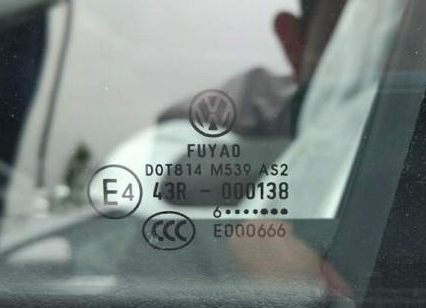 FUYAO
DOT814 M539 AS2
E4 43R - 000138
6•••••••
CCC E000666